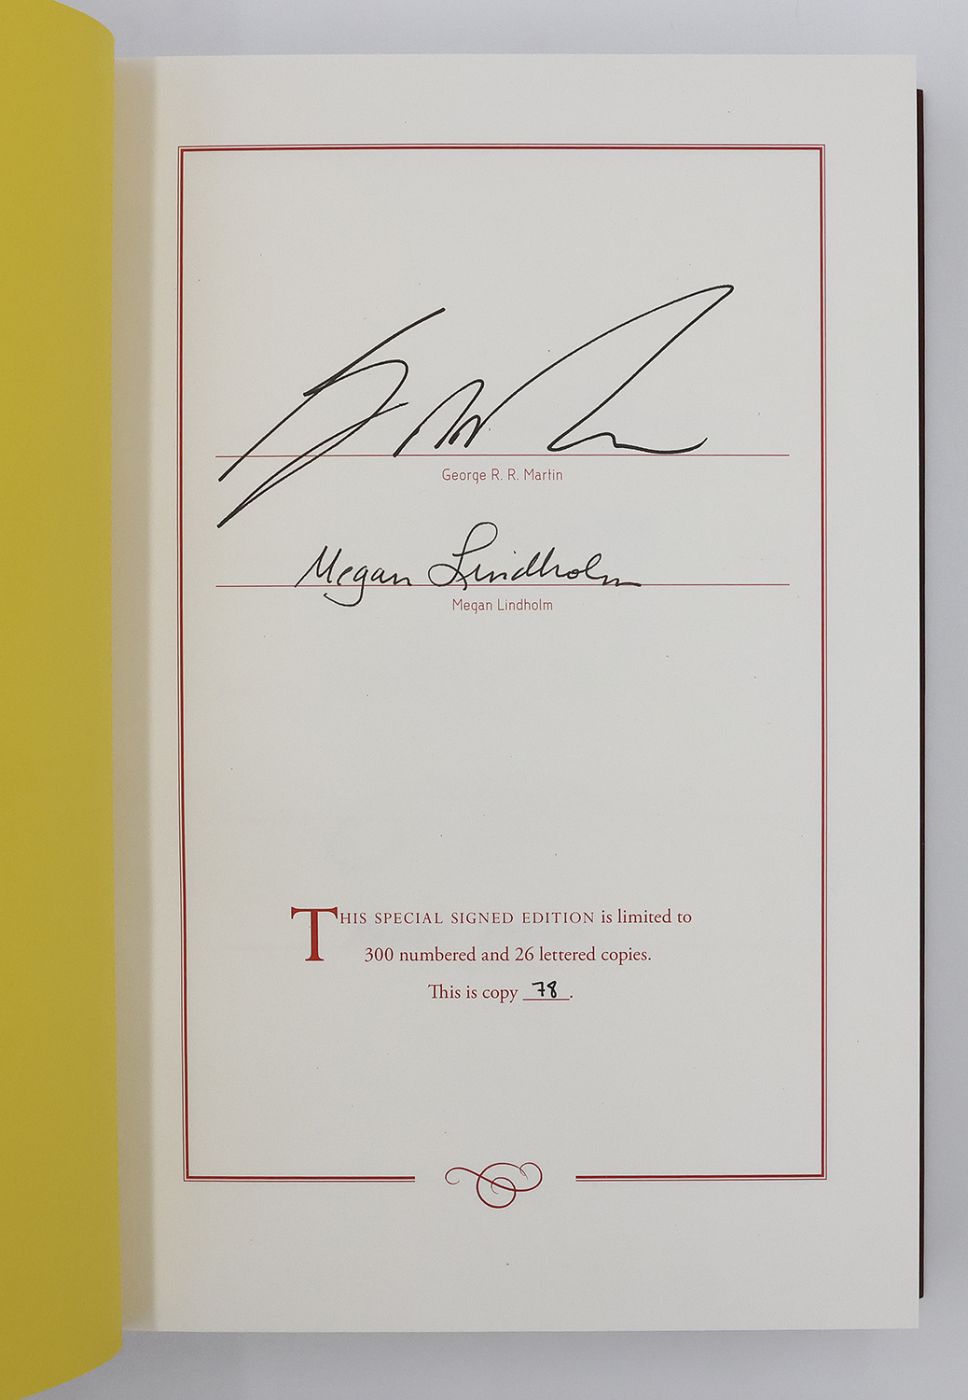 George R. R. Martin
Megan Lindholm
Megan Lindholm
THIS SPECIAL SIGNED EDITION is limited to
300 numbered and 26 lettered copies.
This is copy 78.